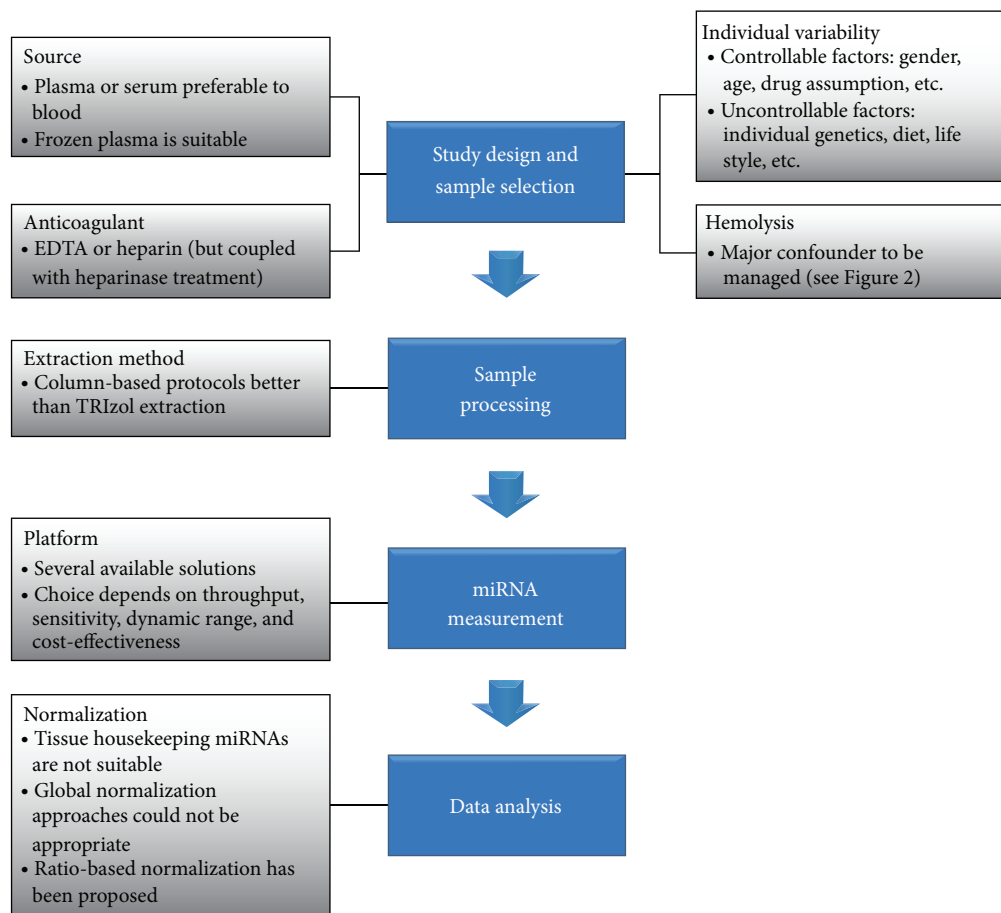 Source
• Plasma or serum preferable to
blood
• Frozen plasma is suitable
Anticoagulant
• EDTA or heparin (but coupled
with heparinase treatment)
Study design and
sample selection
Individual variability
• Controllable factors: gender,
age, drug assumption, etc.
• Uncontrollable factors:
individual genetics, diet, life
style, etc.
Hemolysis
• Major confounder to be
managed (see Figure 2)
Extraction method
• Column-based protocols better
than TRIzol extraction
Sample
processing
Platform
• Several available solutions
• Choice depends on throughput,
sensitivity, dynamic range, and
cost-effectiveness
miRNA
measurement
Normalization
• Tissue housekeeping miRNAs
are not suitable
• Global normalization
approaches could not be
appropriate
• Ratio-based normalization has
been proposed
Data analysis